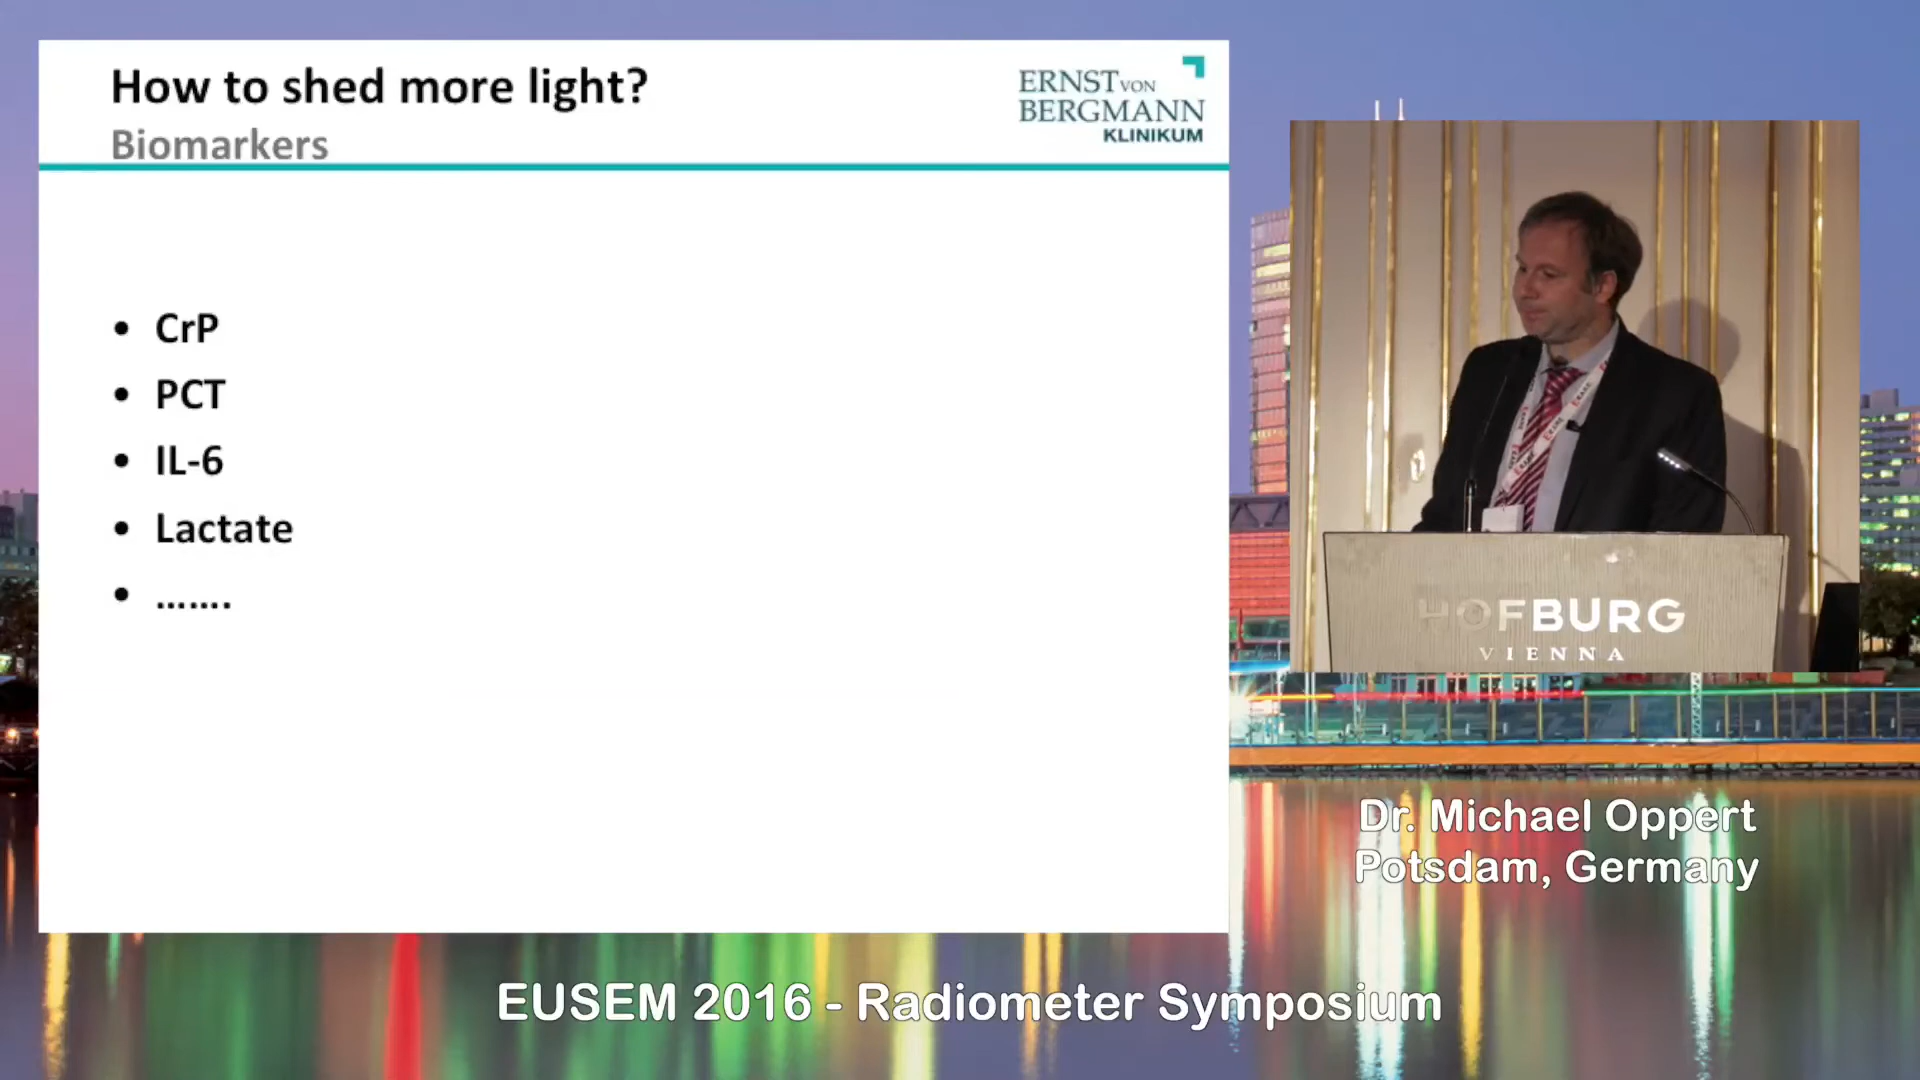 How to shed more light?
Biomarkers
ERNST VON
BERGMANN
KLINIKUM
• CrP
• PCT
• IL-6
• Lactate
• .......
HOFBURG
VIENNA
Dr. Michael Oppert
Potsdam, Germany
EUSEM 2016 - Radiometer Symposium